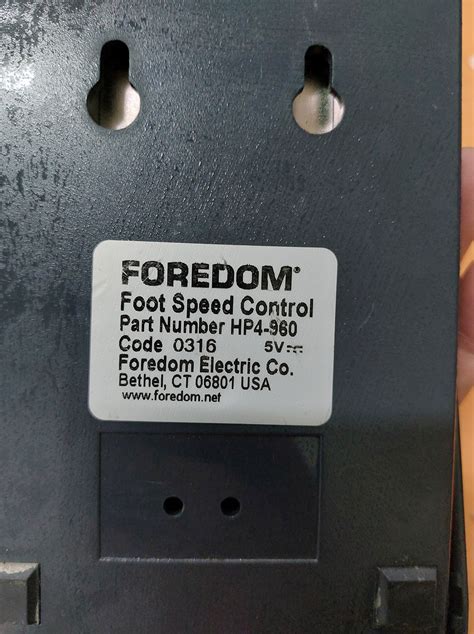 FOREDOM®
Foot Speed Control
Part Number HP4-960
Code 0316 5V⎓
Foredom Electric Co.
Bethel, CT 06801 USA
www.foredom.net